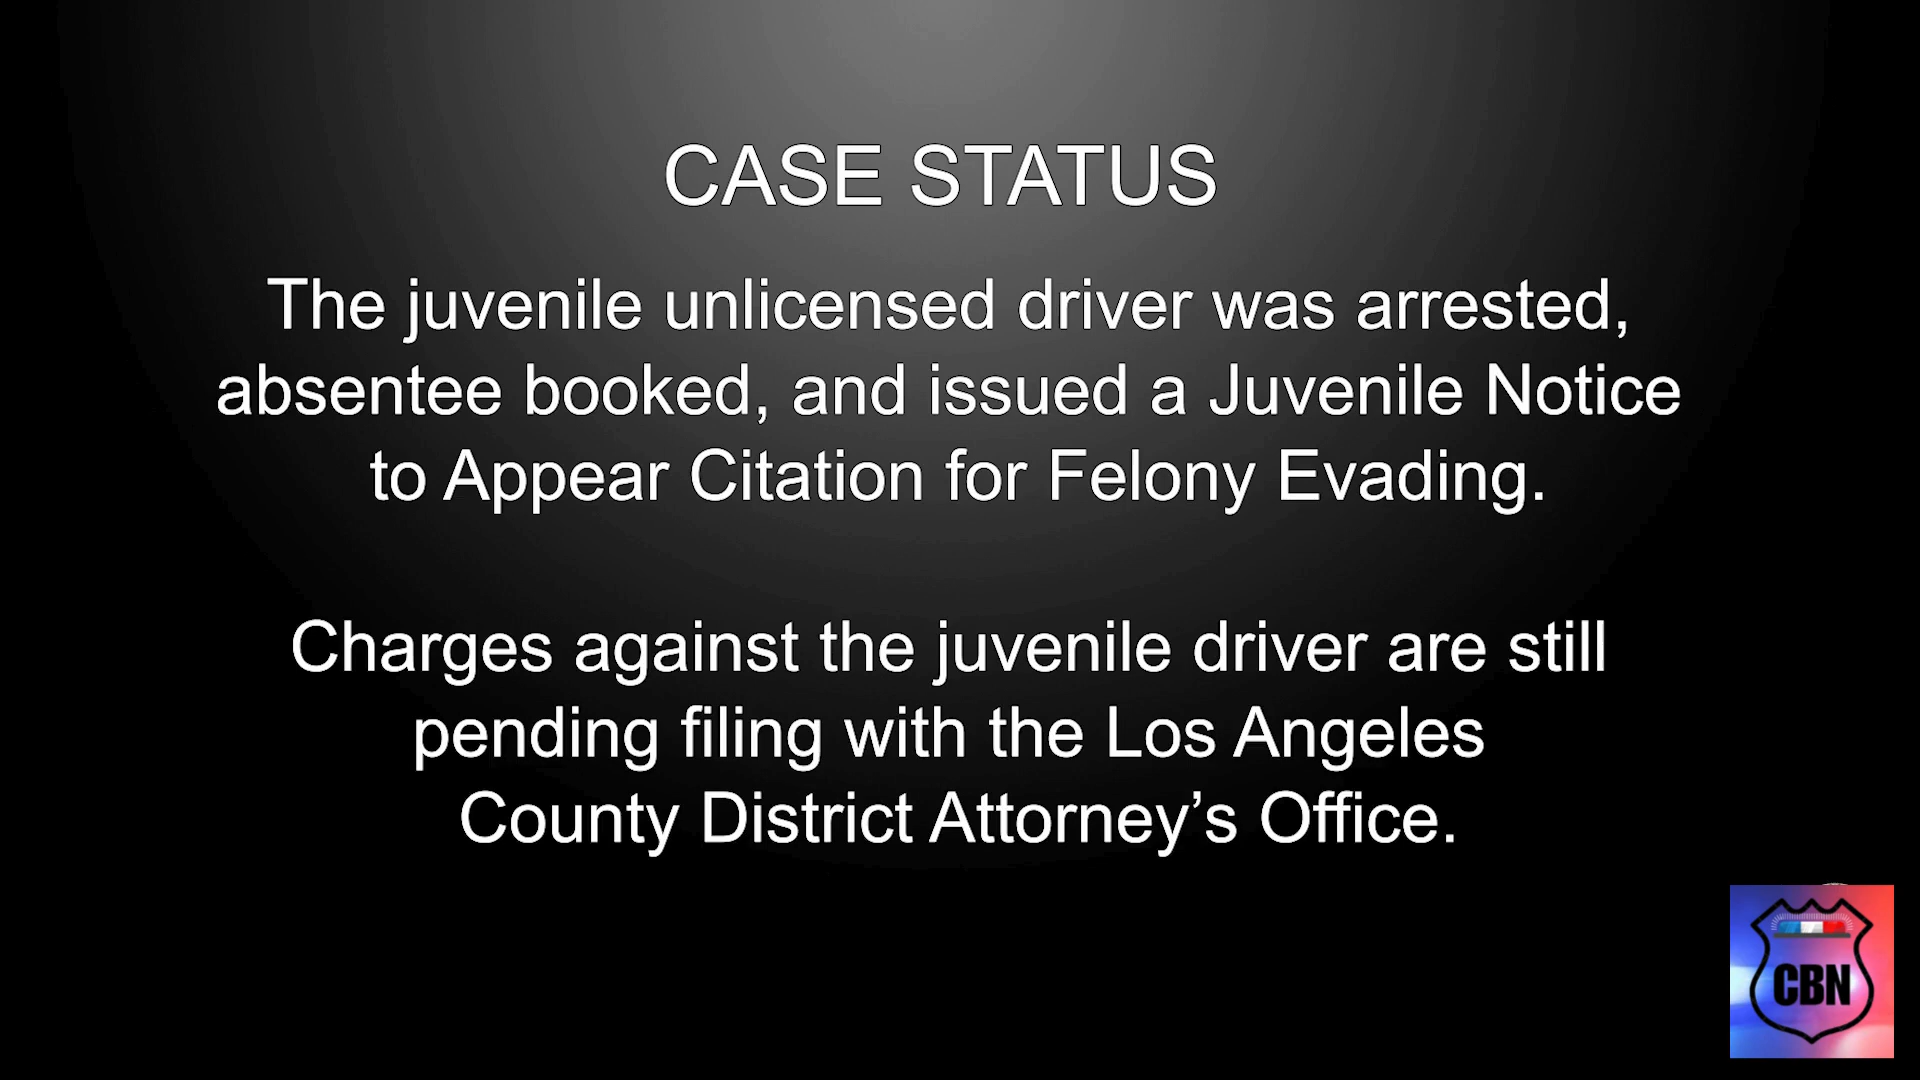 CASE STATUS
The juvenile unlicensed driver was arrested,
absentee booked, and issued a Juvenile Notice
to Appear Citation for Felony Evading.
Charges against the juvenile driver are still
pending filing with the Los Angeles
County District Attorney’s Office.
CBN